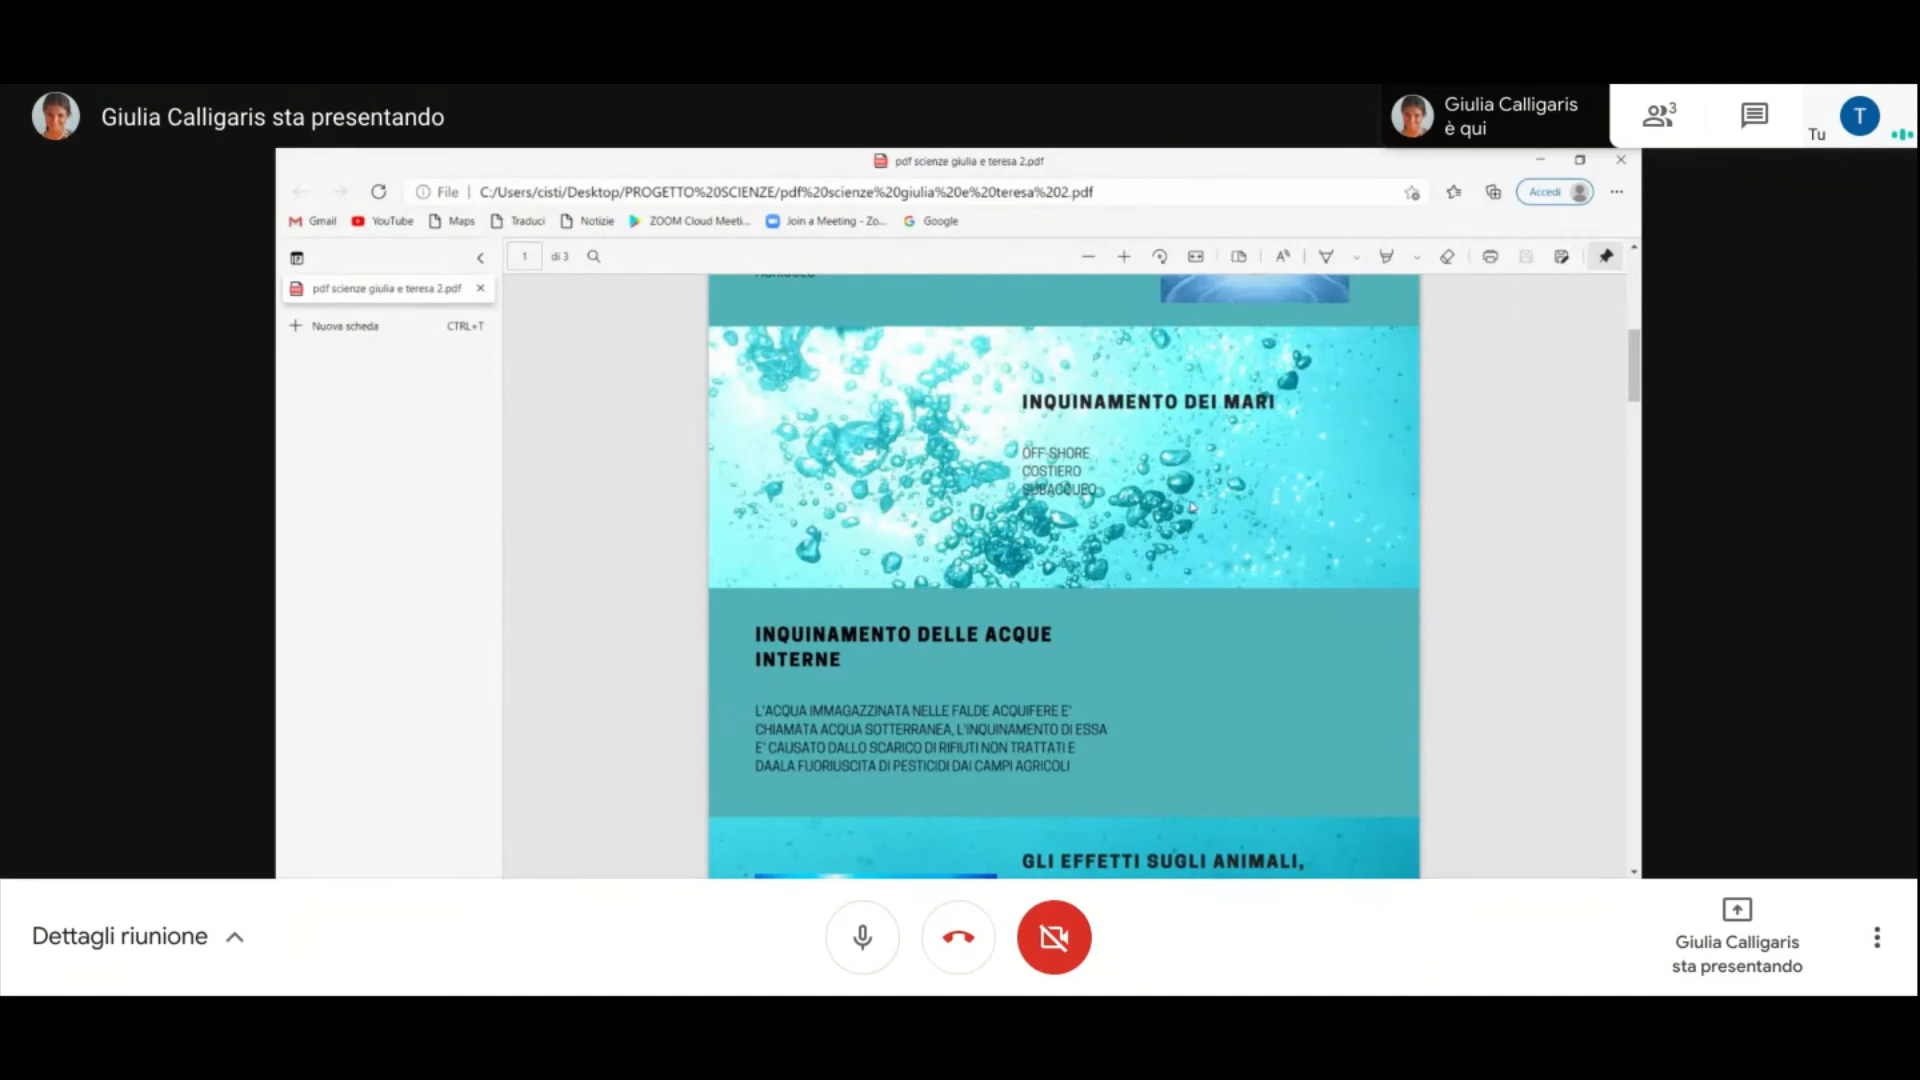 Giulia Calligaris sta presentando
Giulia Calligaris
è qui
3
Tu
T
pdf scienze giulia e teresa 2.pdf
File | C:/Users/cisti/Desktop/PROGETTO%20SCIENZE/pdf%20scienze%20giulia%20e%20teresa%202.pdf
Accedi
Gmail YouTube Maps Traduci Notizie ZOOM Cloud Meeti... Join a Meeting - Zo... Google
1 di 3
pdf scienze giulia e teresa 2.pdf
Nuova scheda CTRL+T
INQUINAMENTO DEI MARI
OFF-SHORE
COSTIERO
SUBACQUEO
INQUINAMENTO DELLE ACQUE
INTERNE
L'ACQUA IMMAGAZZINATA NELLE FALDE ACQUIFERE E'
CHIAMATA ACQUA SOTTERRANEA, L'INQUINAMENTO DI ESSA
E' CAUSATO DALLO SCARICO DI RIFIUTI NON TRATTATI E
DAALA FUORIUSCITA DI PESTICIDI DAI CAMPI AGRICOLI
GLI EFFETTI SUGLI ANIMALI,
Dettagli riunione
Giulia Calligaris
sta presentando